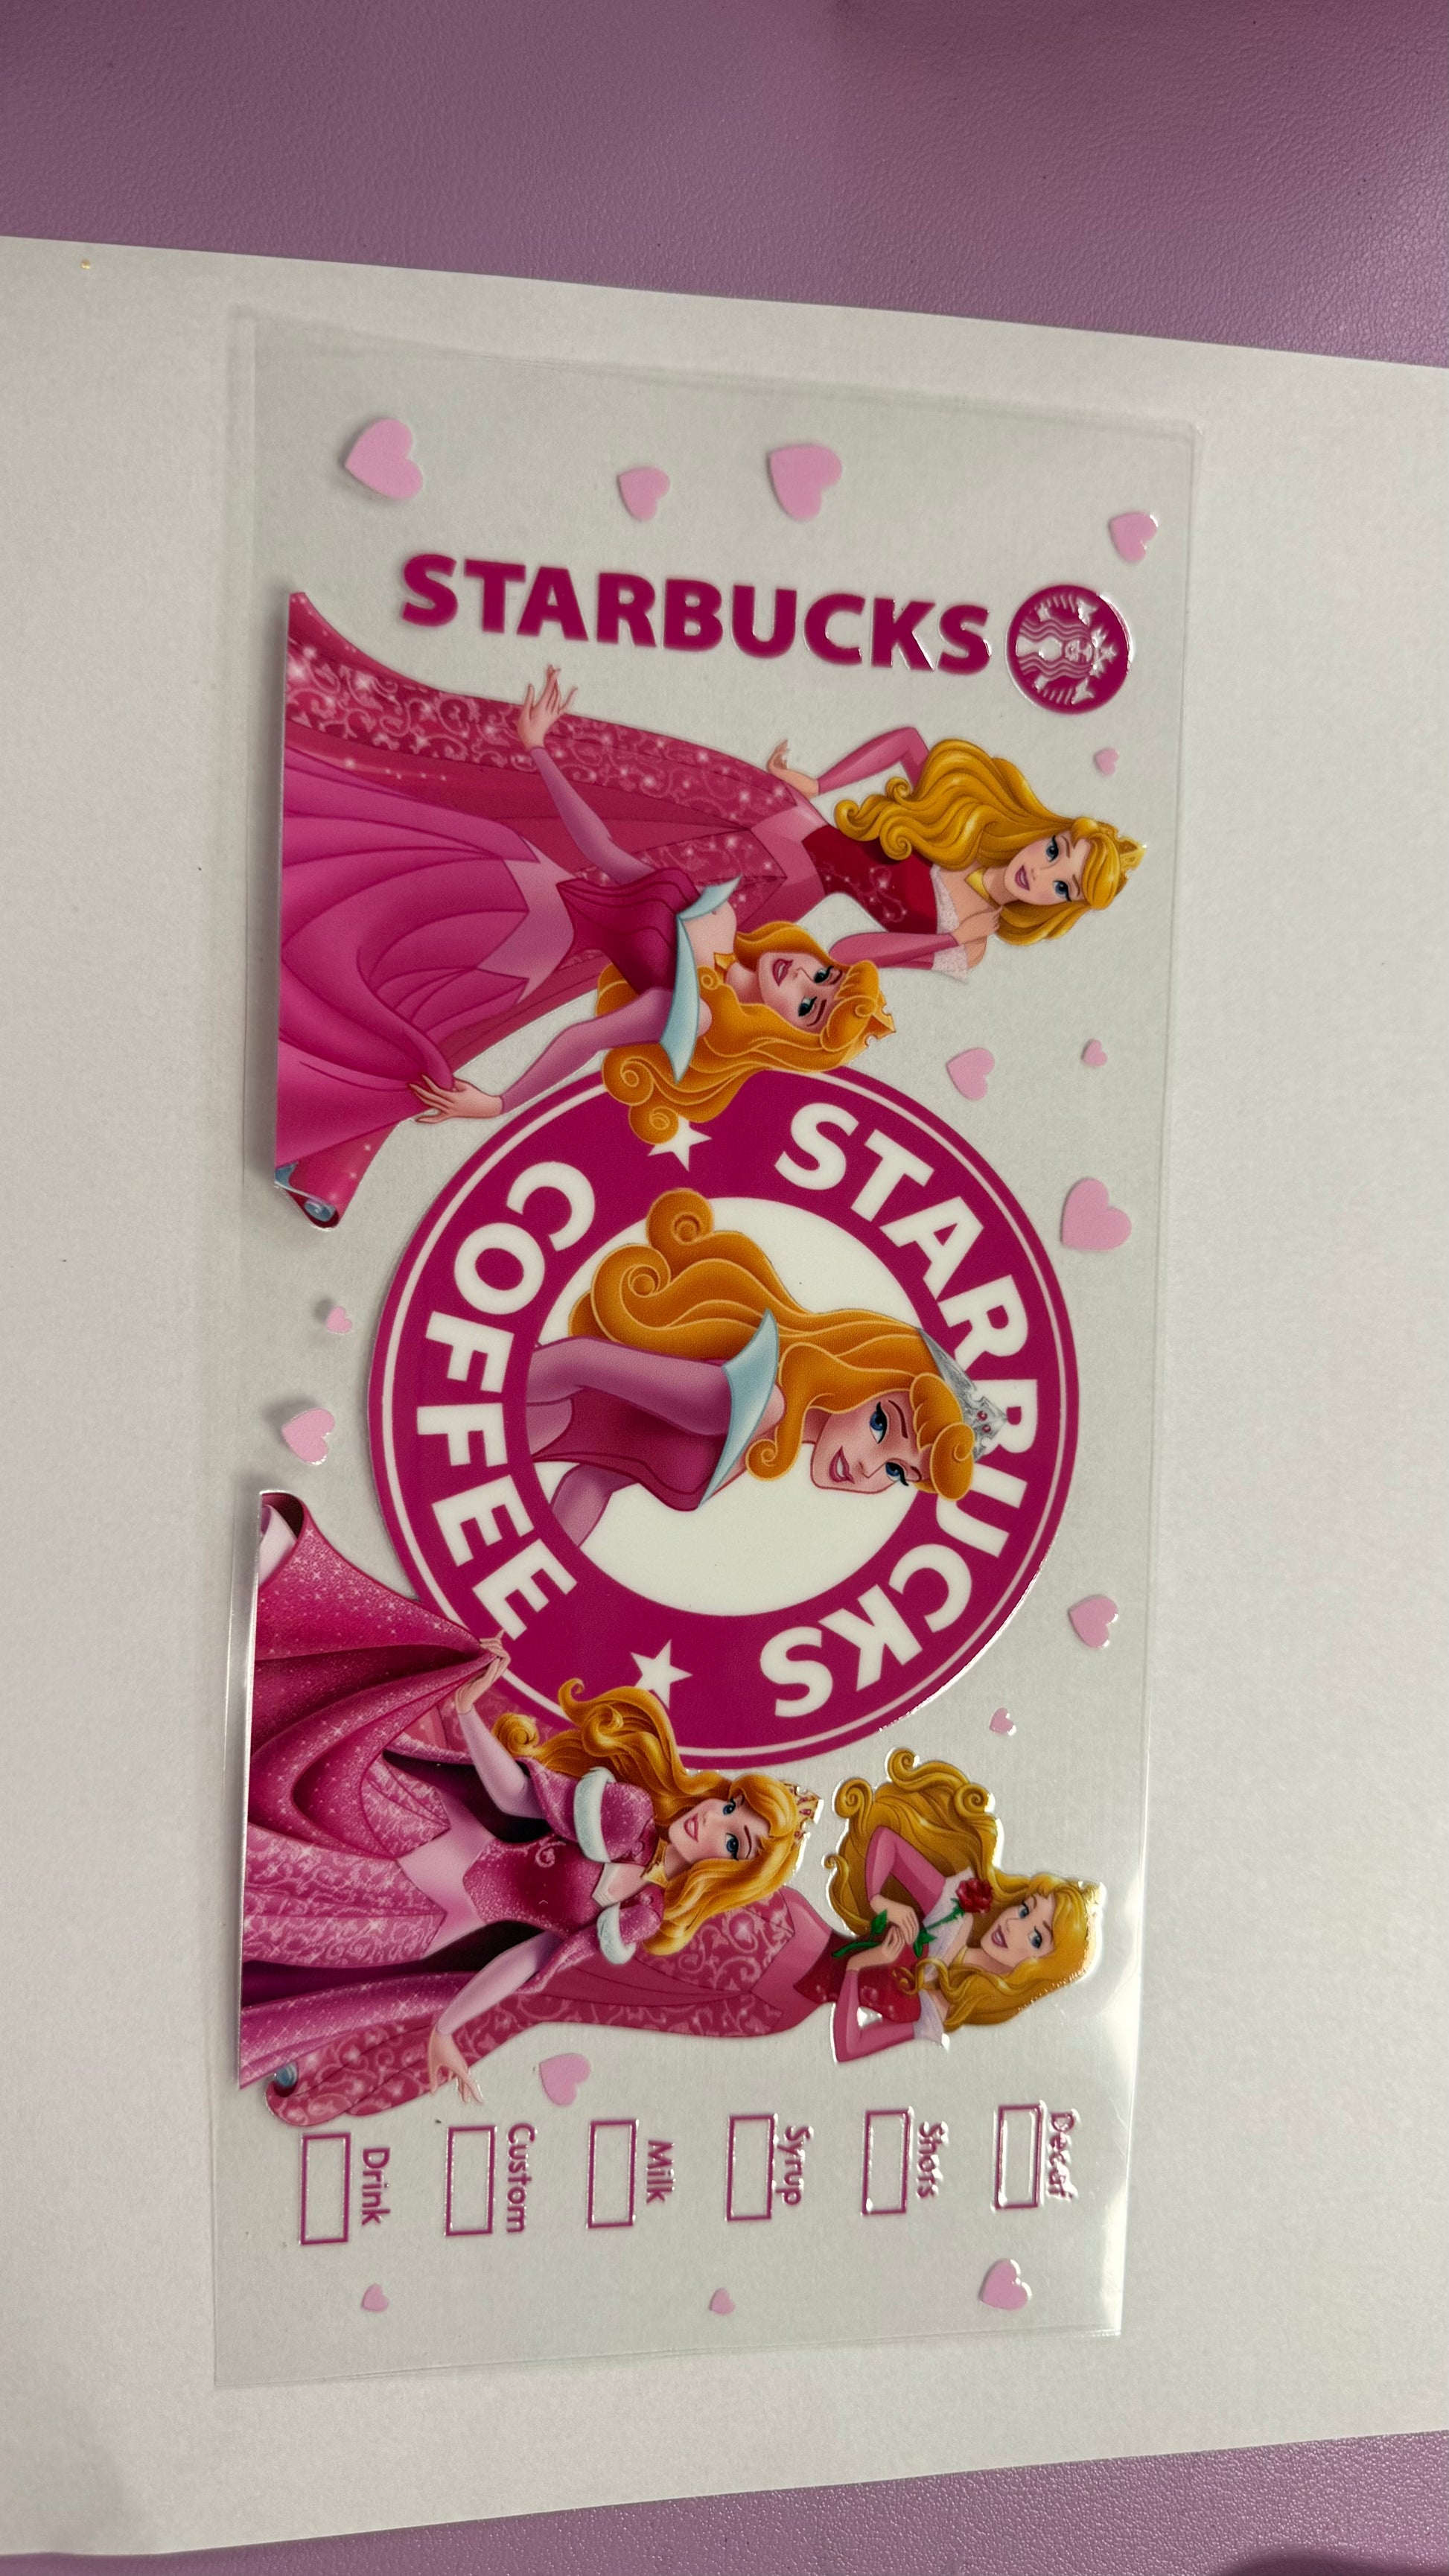 STARBUCKS
STARBUCKS
COFFEE
Decaf
Shots
Syrup
Milk
Custom
Drink